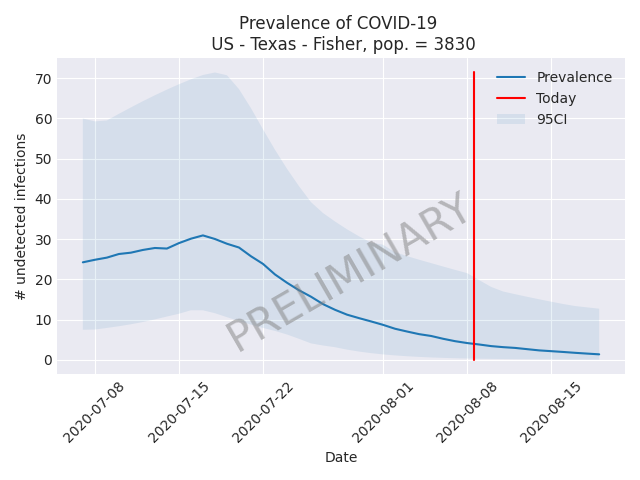 Prevalence of COVID-19
US - Texas - Fisher, pop. = 3830
# undetected infections
70
60
50
40
30
20
10
0
Prevalence
Today
95CI
PRELIMINARY
2020-07-08
2020-07-15
2020-07-22
2020-08-01
2020-08-08
2020-08-15
Date